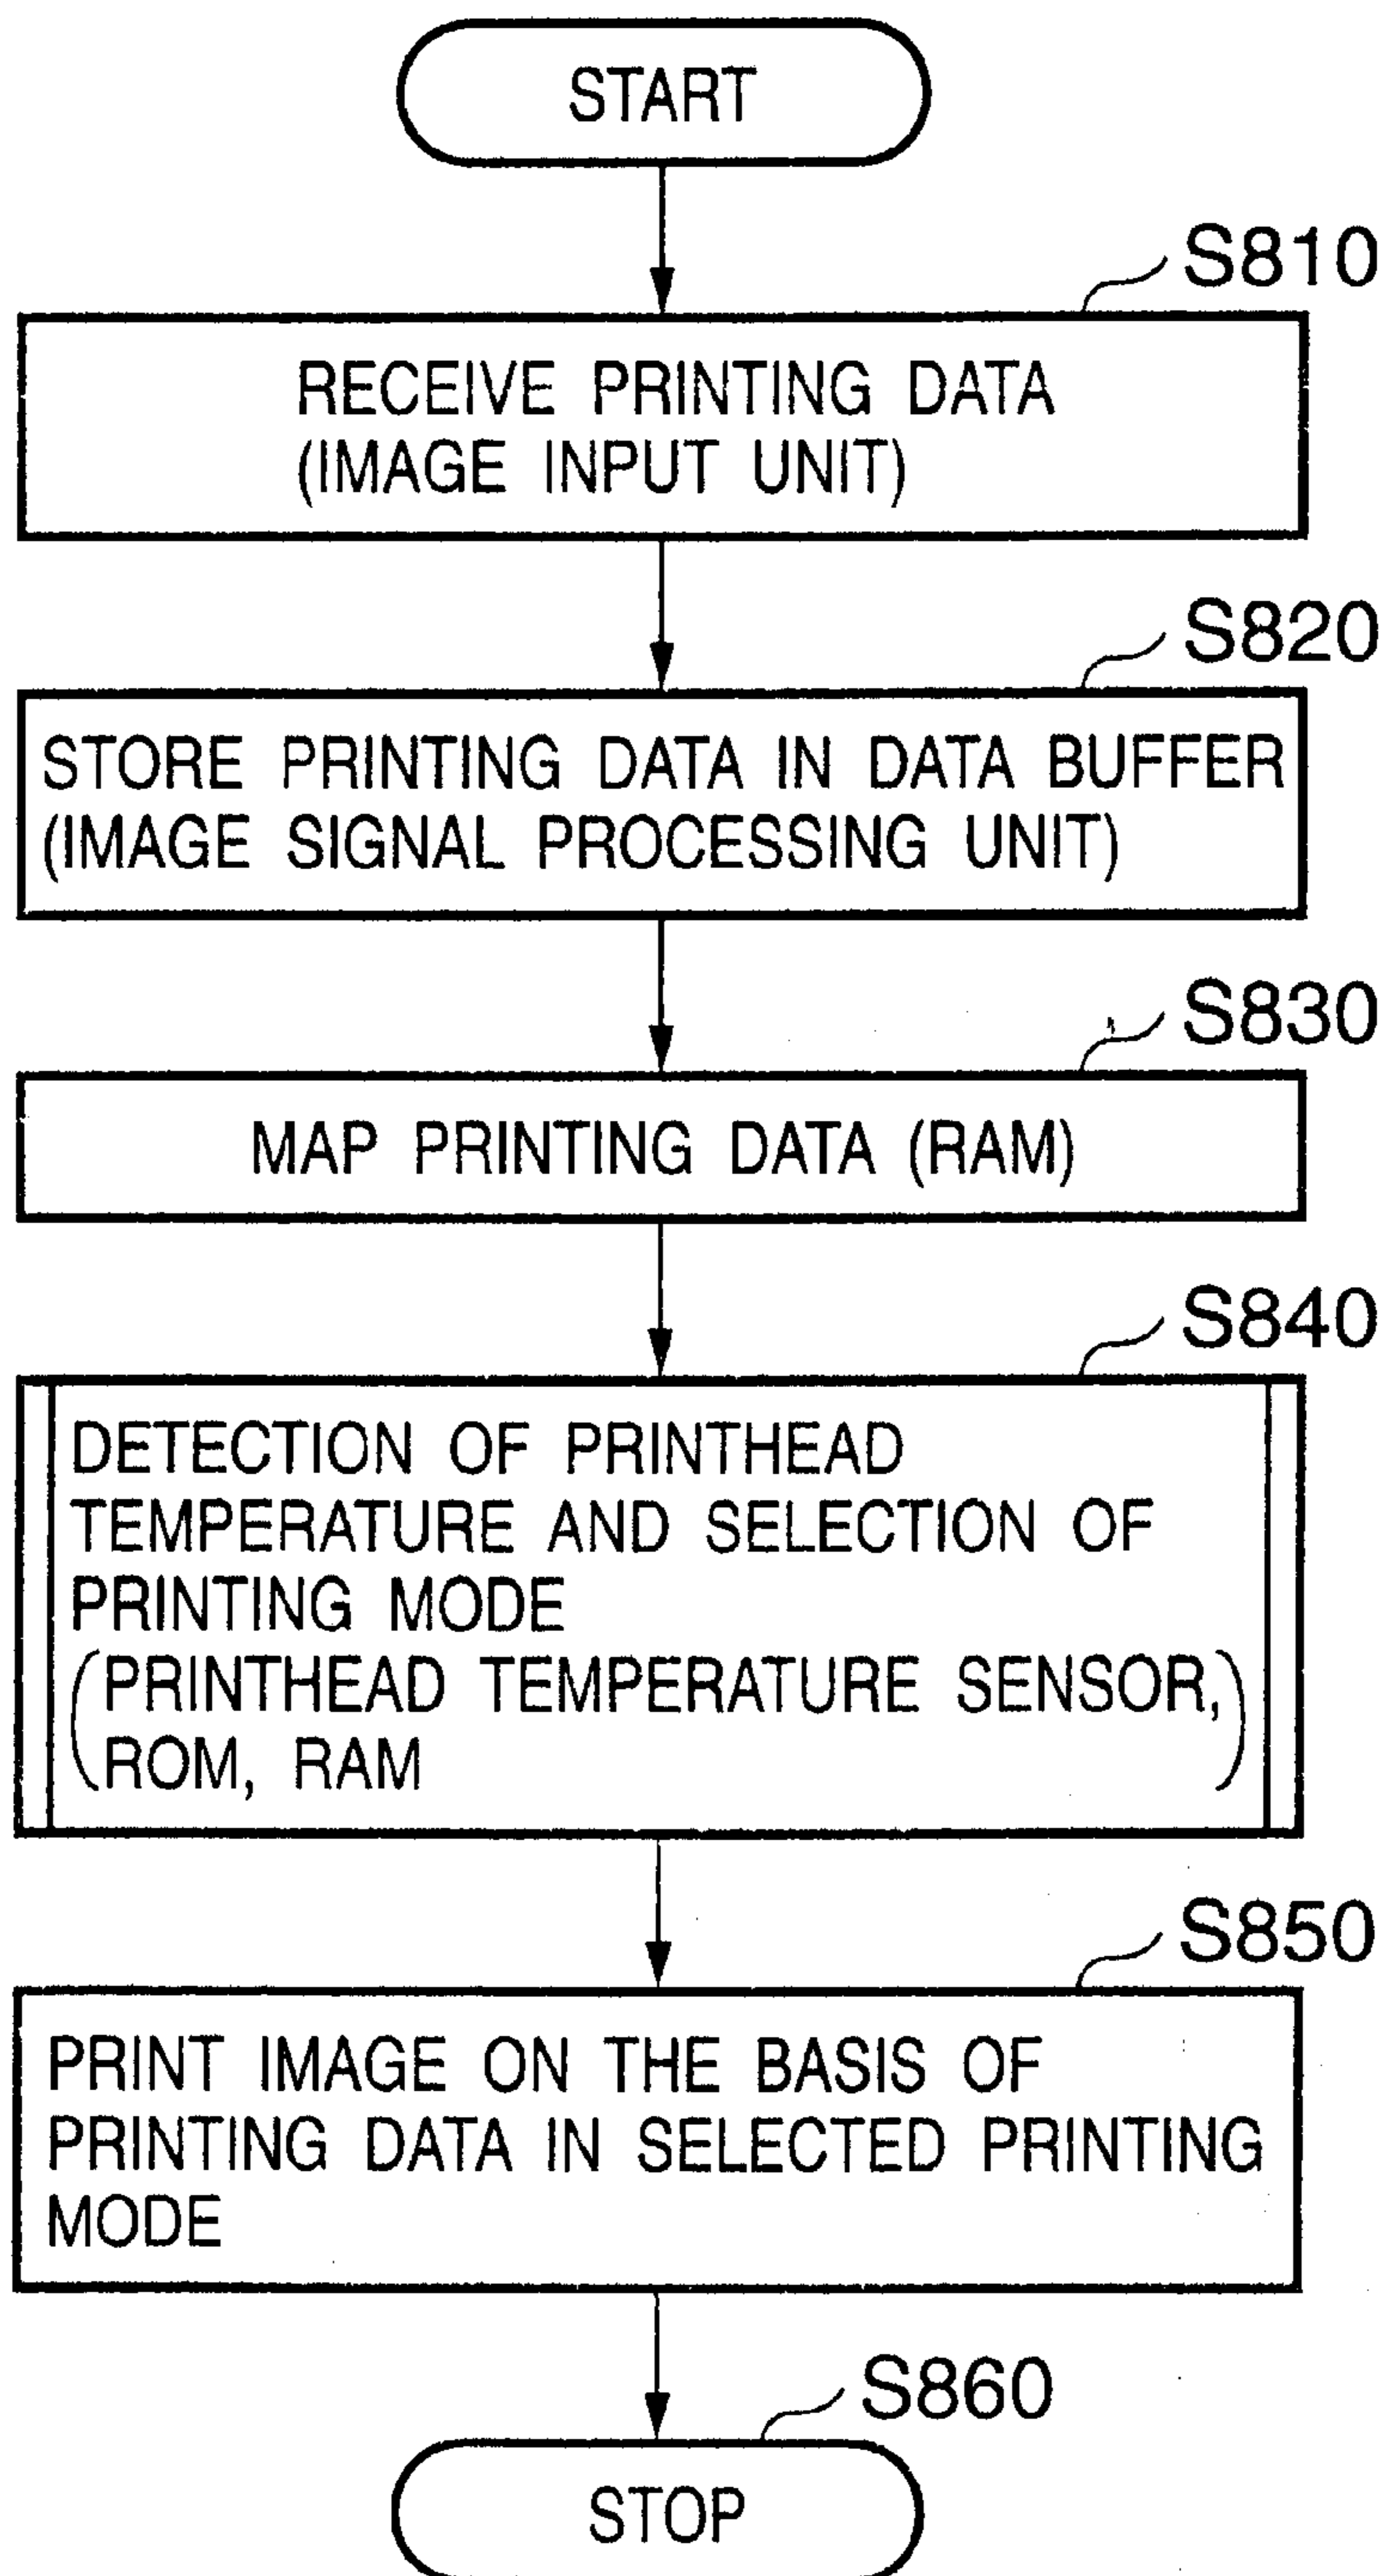 START
S810
RECEIVE PRINTING DATA
(IMAGE INPUT UNIT)
S820
STORE PRINTING DATA IN DATA BUFFER
(IMAGE SIGNAL PROCESSING UNIT)
S830
MAP PRINTING DATA (RAM)
S840
DETECTION OF PRINTHEAD
TEMPERATURE AND SELECTION OF
PRINTING MODE
(PRINTHEAD TEMPERATURE SENSOR,
ROM, RAM)
S850
PRINT IMAGE ON THE BASIS OF
PRINTING DATA IN SELECTED PRINTING
MODE
S860
STOP